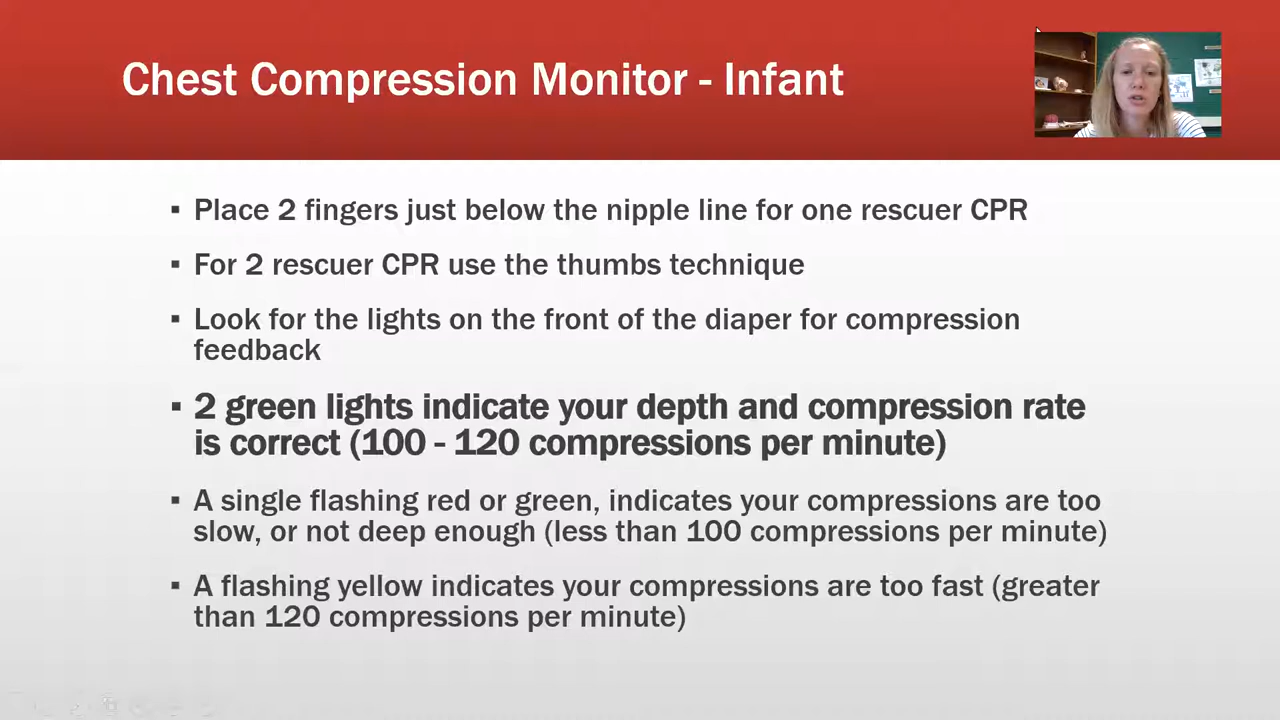 Chest Compression Monitor - Infant
▪ Place 2 fingers just below the nipple line for one rescuer CPR
▪ For 2 rescuer CPR use the thumbs technique
▪ Look for the lights on the front of the diaper for compression
feedback
▪ 2 green lights indicate your depth and compression rate
is correct (100 - 120 compressions per minute)
▪ A single flashing red or green, indicates your compressions are too
slow, or not deep enough (less than 100 compressions per minute)
▪ A flashing yellow indicates your compressions are too fast (greater
than 120 compressions per minute)